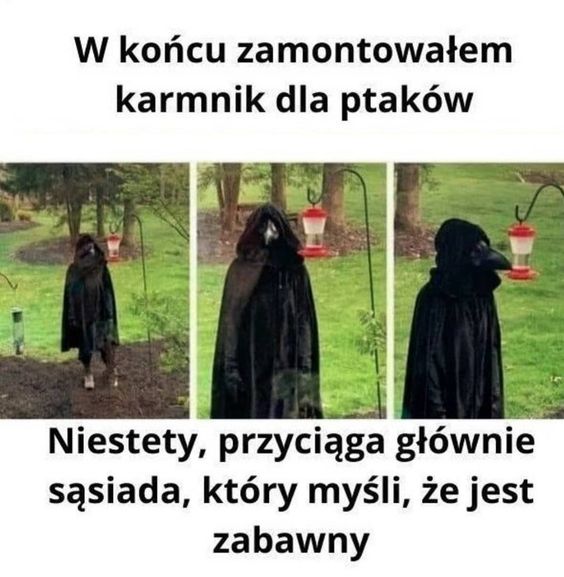 W końcu zamontowałem
karmnik dla ptaków
Niestety, przyciąga głównie
sąsiada, który myśli, że jest
zabawny